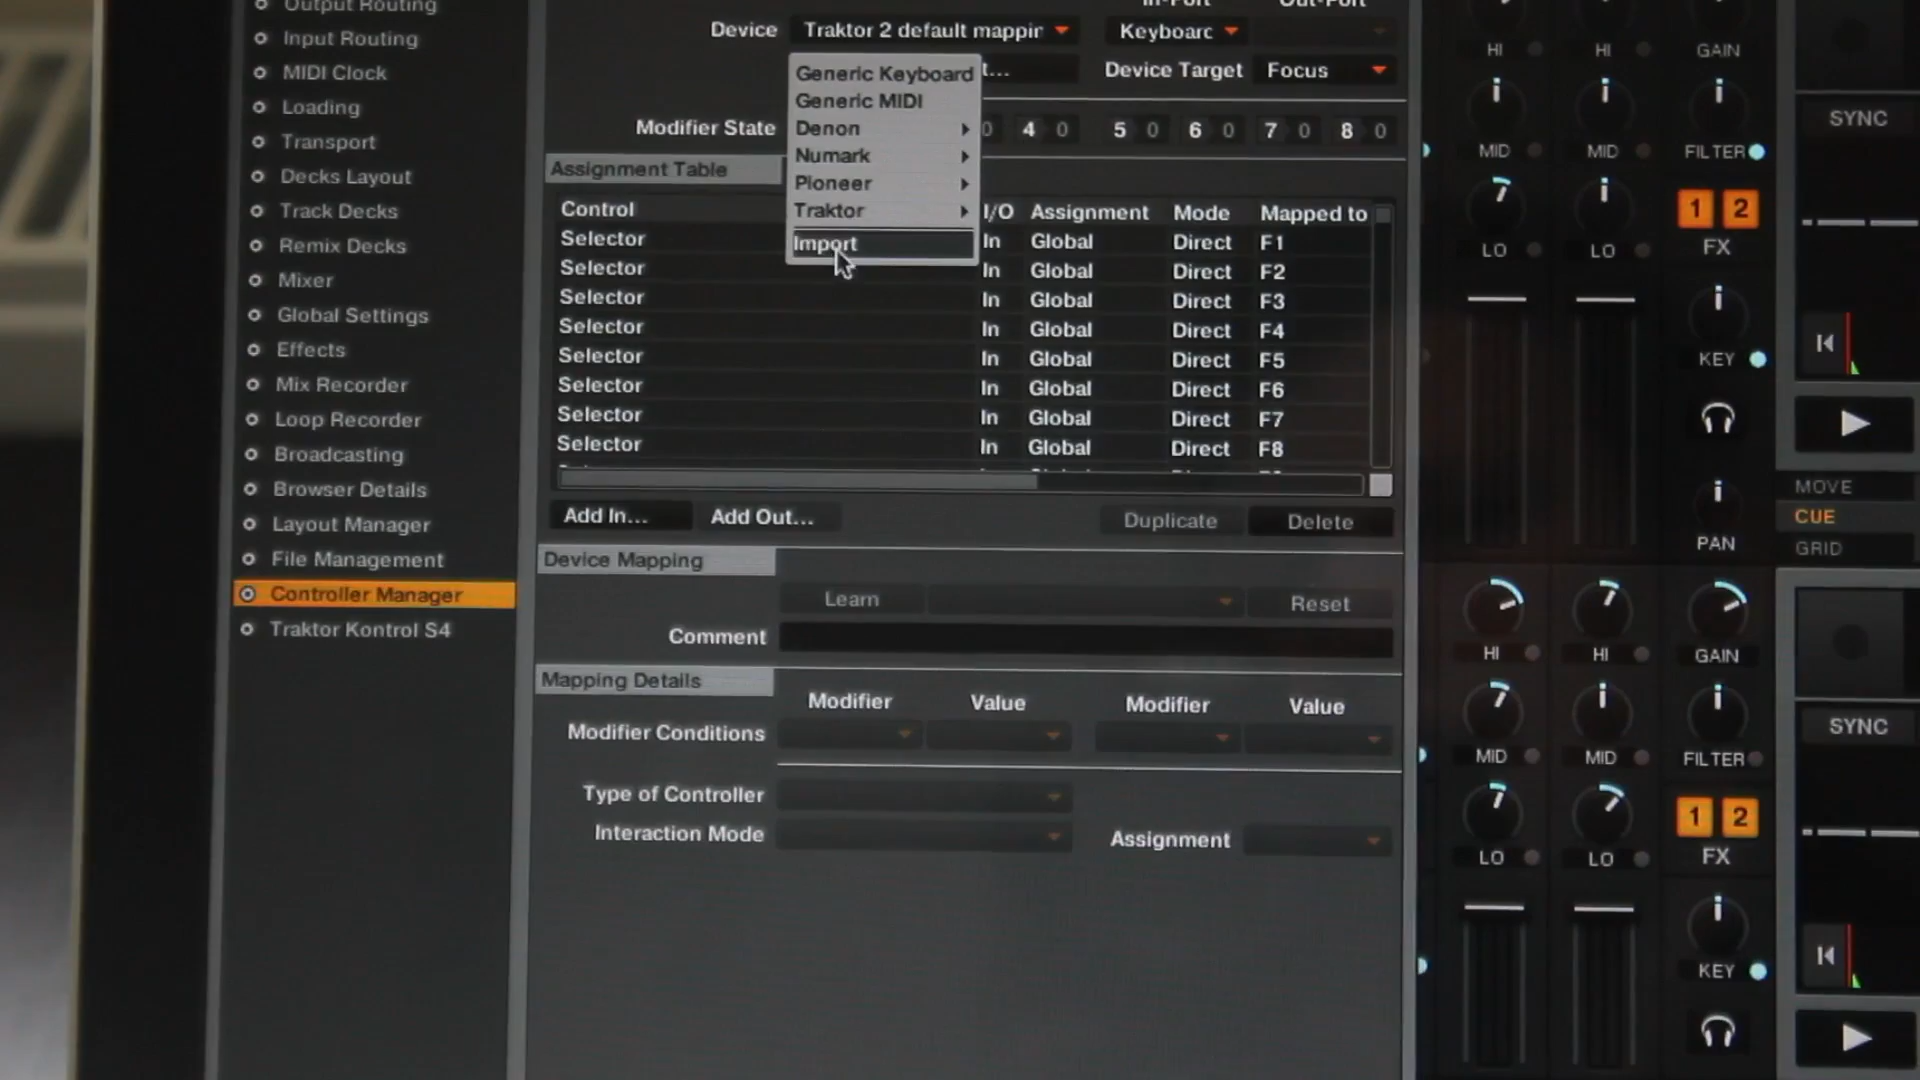 Output Routing
Input Routing
MIDI Clock
Loading
Transport
Decks Layout
Track Decks
Remix Decks
Mixer
Global Settings
Effects
Mix Recorder
Loop Recorder
Broadcasting
Browser Details
Layout Manager
File Management
Controller Manager
Traktor Kontrol S4
In-Port Out-Port
Device Traktor 2 default mappin Keyboarc
Device Target Focus
Generic Keyboard
Generic MIDI
Denon
Numark
Pioneer
Traktor
Import
Modifier State 0 4 0 5 0 6 0 7 0 8 0
Assignment Table
Control I/O Assignment Mode Mapped to
Selector In Global Direct F1
Selector In Global Direct F2
Selector In Global Direct F3
Selector In Global Direct F4
Selector In Global Direct F5
Selector In Global Direct F6
Selector In Global Direct F7
Selector In Global Direct F8
Add In... Add Out... Duplicate Delete
Device Mapping
Learn Reset
Comment
Mapping Details
Modifier Value Modifier Value
Modifier Conditions
Type of Controller
Interaction Mode Assignment
HI HI GAIN
MID MID FILTER
1 2
LO LO FX
KEY
PAN
SYNC
MOVE
CUE
GRID
HI HI GAIN
MID MID FILTER
1 2
LO LO FX
KEY
SYNC